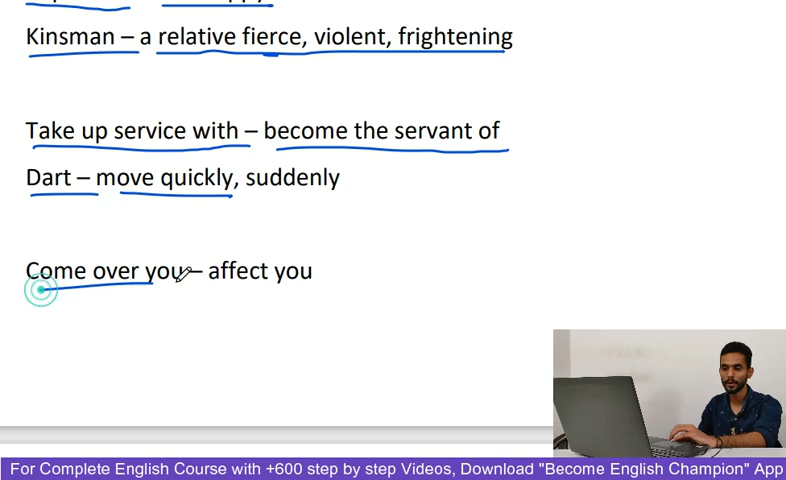 Kinsman – a relative fierce, violent, frightening
Take up service with – become the servant of
Dart – move quickly, suddenly
Come over you – affect you
For Complete English Course with +600 step by step Videos, Download "Become English Champion" App